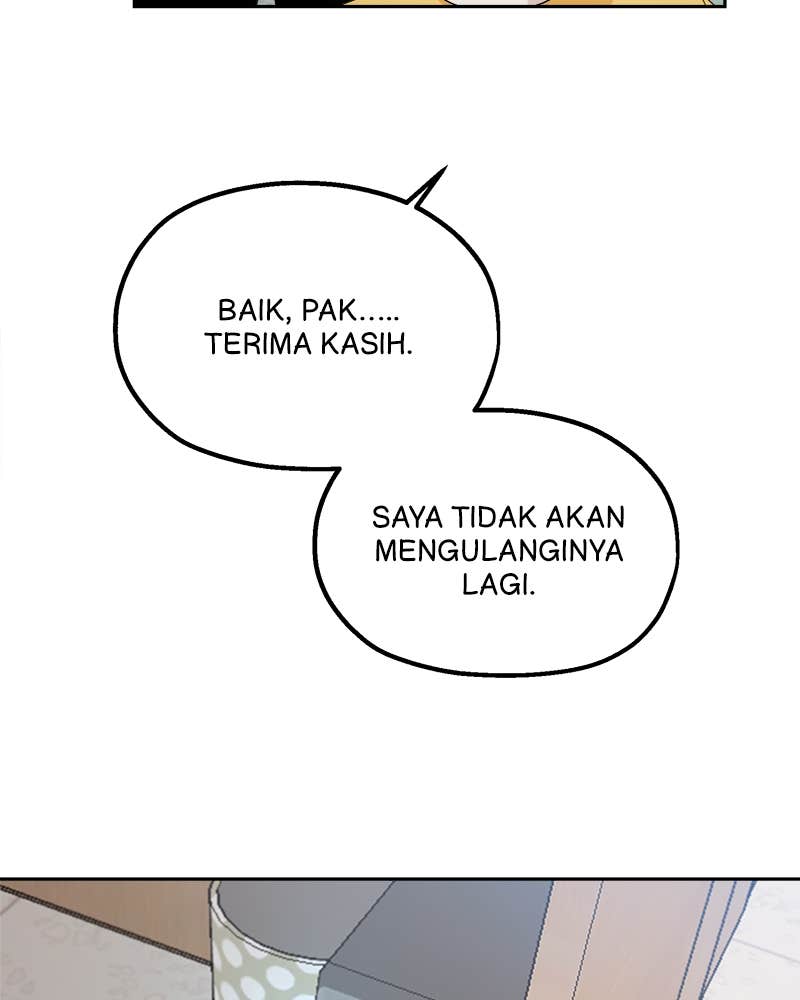 BAIK, PAK.....
TERIMA KASIH.
SAYA TIDAK AKAN
MENGULANGINYA
LAGI.